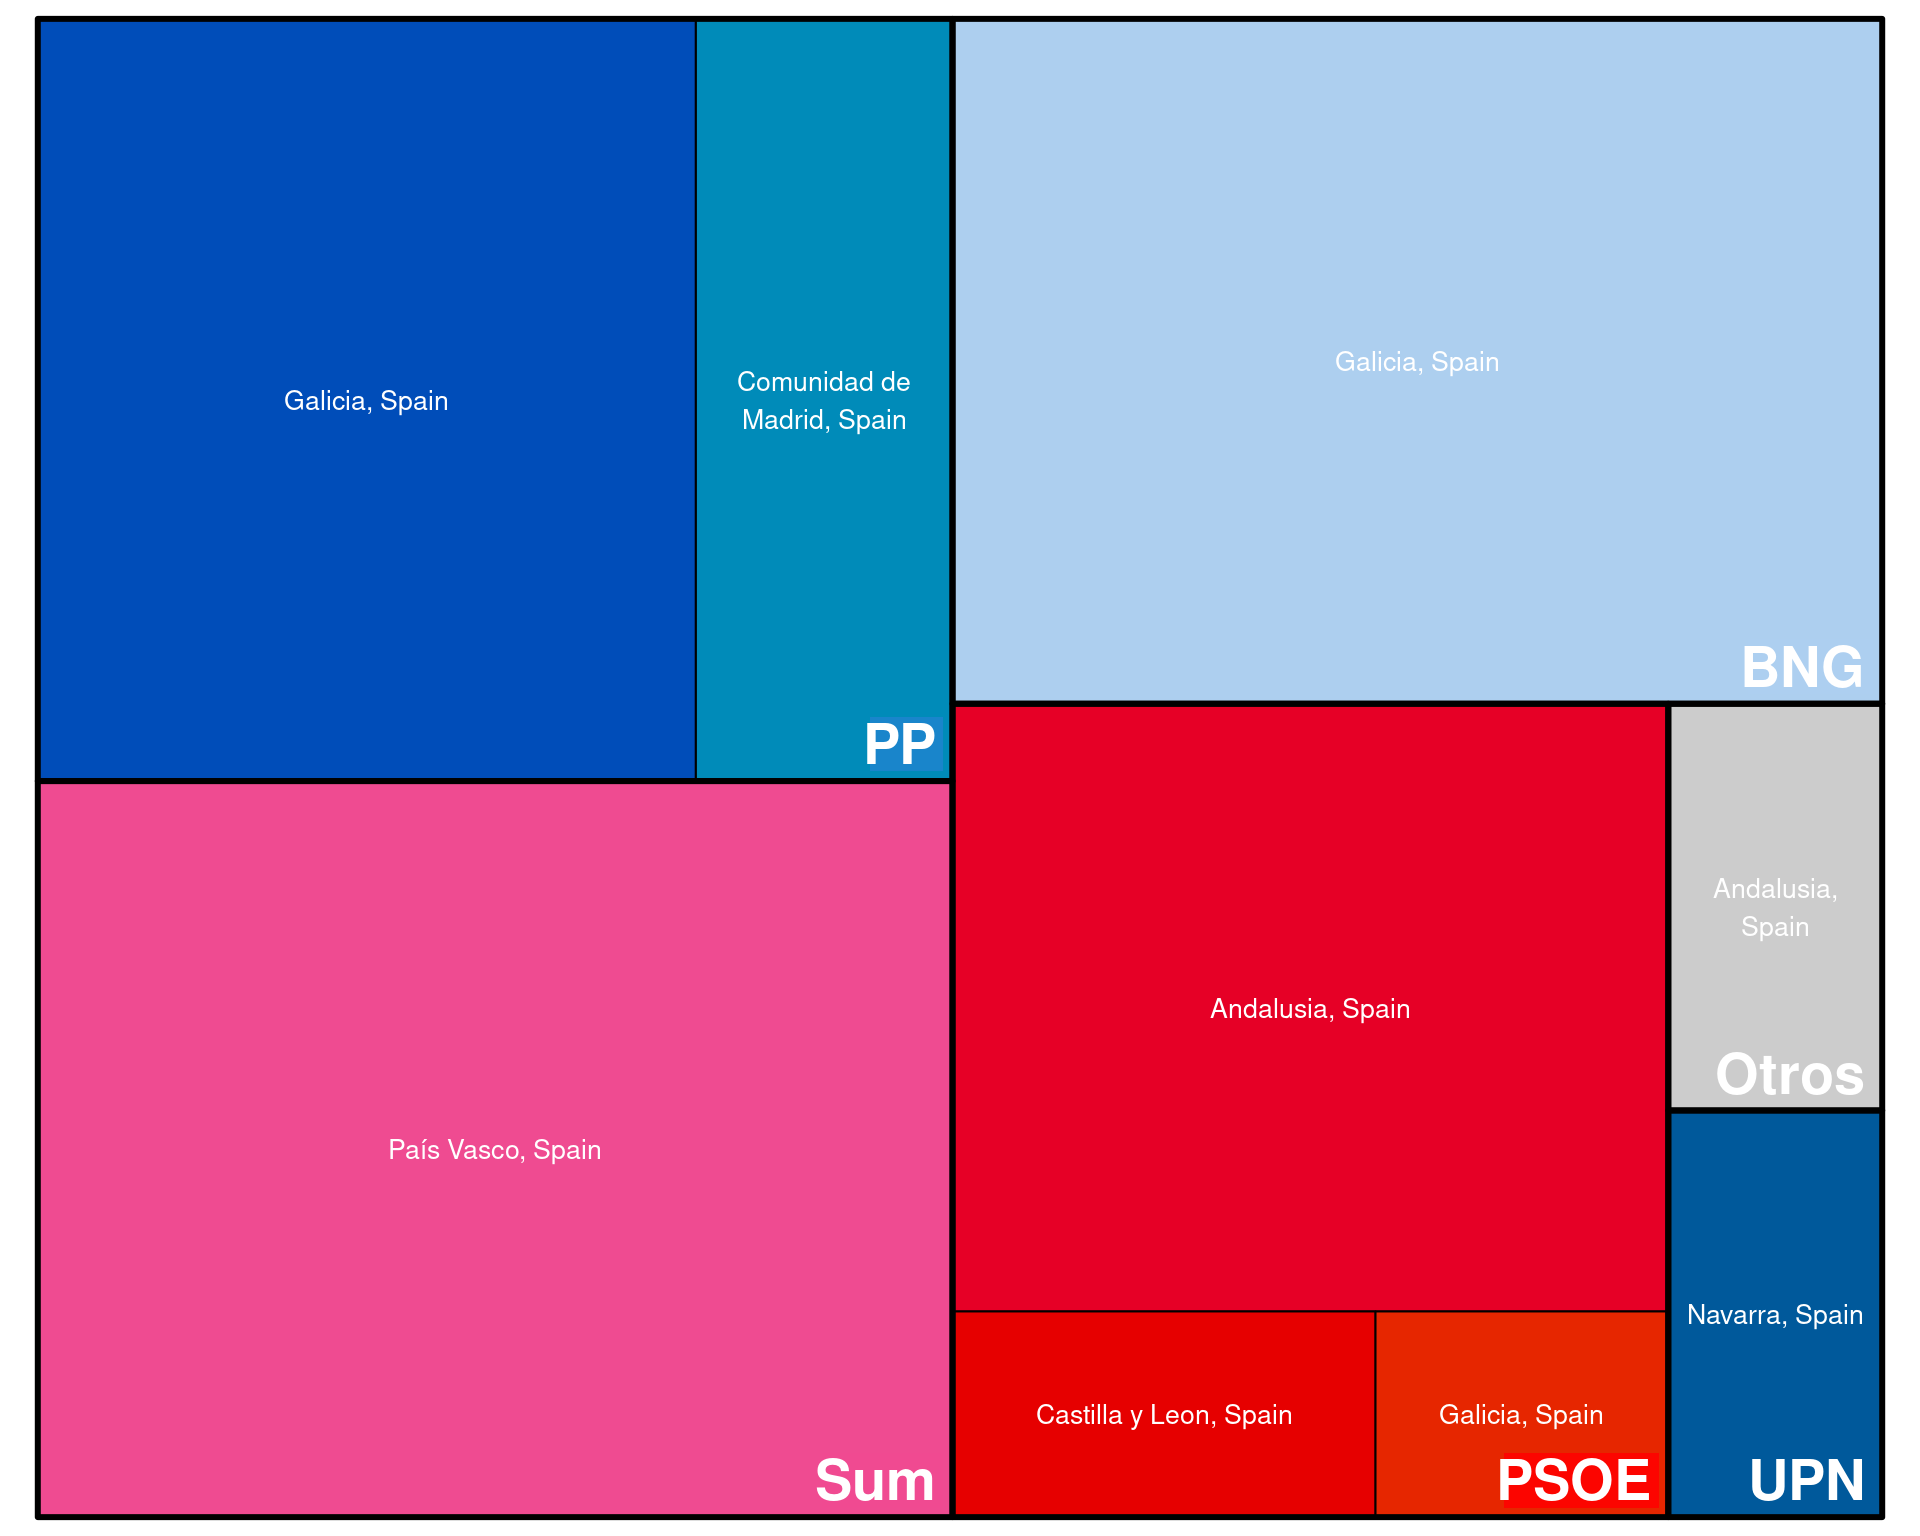 Galicia, Spain
Comunidad de
Madrid, Spain
PP
Galicia, Spain
BNG
País Vasco, Spain
Sum
Andalusia, Spain
Castilla y Leon, Spain
Galicia, Spain
PSOE
Andalusia,
Spain
Otros
Navarra, Spain
UPN